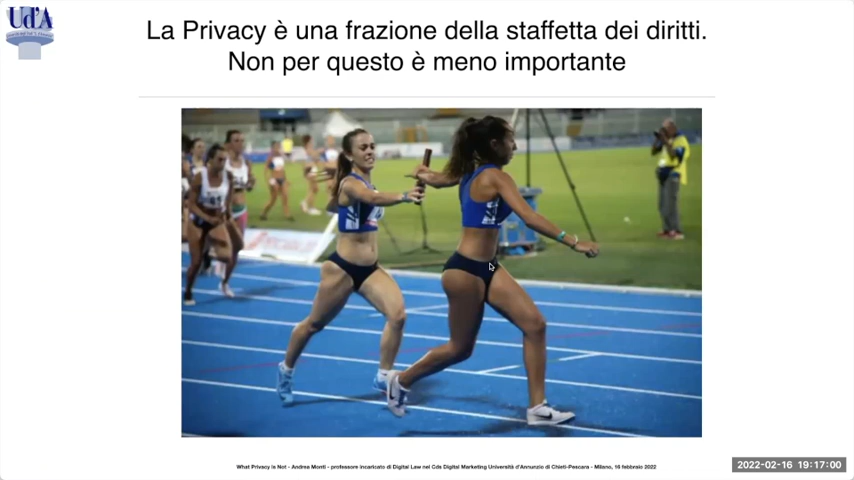 Ud'A
La Privacy è una frazione della staffetta dei diritti.
Non per questo è meno importante
What Privacy Is Not - Andrea Monti - professore incaricato di Digital Law nel Cds Digital Marketing Università d'Annunzio di Chieti-Pescara - Milano, 16 febbraio 2022
2022-02-16 19:17:00